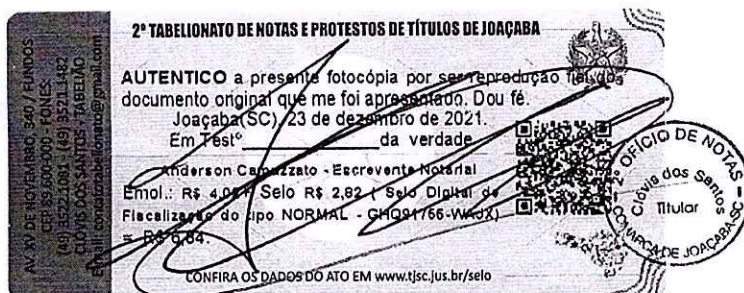 2º TABELIONATO DE NOTAS E PROTESTOS DE TÍTULOS DE JOAÇABA
AUTENTICO a presente fotocópia por ser reprodução fiel do
documento original que me foi apresentado. Dou fé.
Joaçaba(SC), 23 de dezembro de 2021.
Em Testº____________da verdade
Anderson Camuzzato - Escrevente Notarial
Emol.: R$ 4,02 Selo R$ 2,82 ( Selo Digital de
Fiscalização do tipo NORMAL - GHQ91766-WAJX)
= R$ 6,84.
CONFIRA OS DADOS DO ATO EM www.tjsc.jus.br/selo
AV. XV DE NOVEMBRO, 340 / FUNDOS
CEP 89.600-000 - FONES:
(49) 3522.1091 - (49) 3521.1482
CLÓVIS DOS SANTOS - TABELIÃO
2º OFÍCIO DE NOTAS
Clóvis dos Santos
Titular
COMARCA DE JOAÇABA-SC